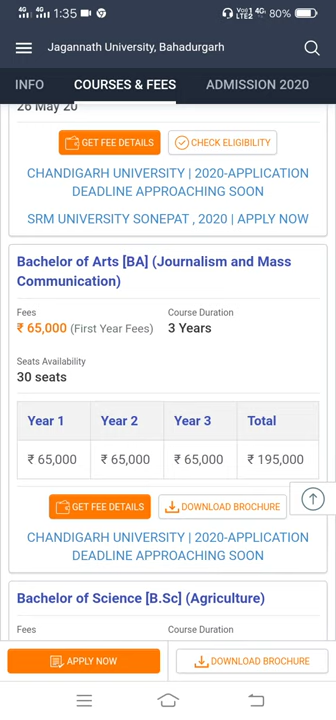 4G 4G 1:35 Vo1 LTE2 4G 80%
Jagannath University, Bahadurgarh
INFO COURSES & FEES ADMISSION 2020
26 May 20
GET FEE DETAILS CHECK ELIGIBILITY
CHANDIGARH UNIVERSITY | 2020-APPLICATION
DEADLINE APPROACHING SOON
SRM UNIVERSITY SONEPAT , 2020 | APPLY NOW
Bachelor of Arts [BA] (Journalism and Mass
Communication)
Fees Course Duration
₹ 65,000 (First Year Fees) 3 Years
Seats Availability
30 seats
Year 1 Year 2 Year 3 Total
₹ 65,000 ₹ 65,000 ₹ 65,000 ₹ 195,000
GET FEE DETAILS DOWNLOAD BROCHURE
CHANDIGARH UNIVERSITY | 2020-APPLICATION
DEADLINE APPROACHING SOON
Bachelor of Science [B.Sc] (Agriculture)
Fees Course Duration
APPLY NOW DOWNLOAD BROCHURE